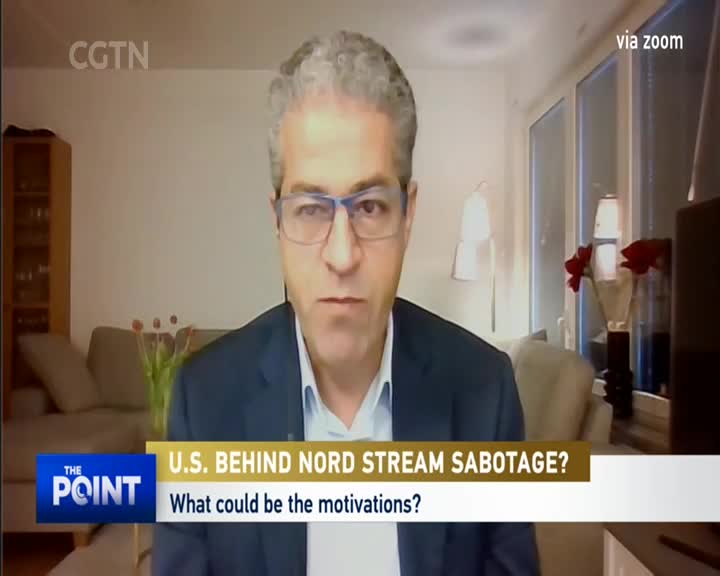 CGTN
via zoom
THE
POINT
U.S. BEHIND NORD STREAM SABOTAGE?
What could be the motivations?